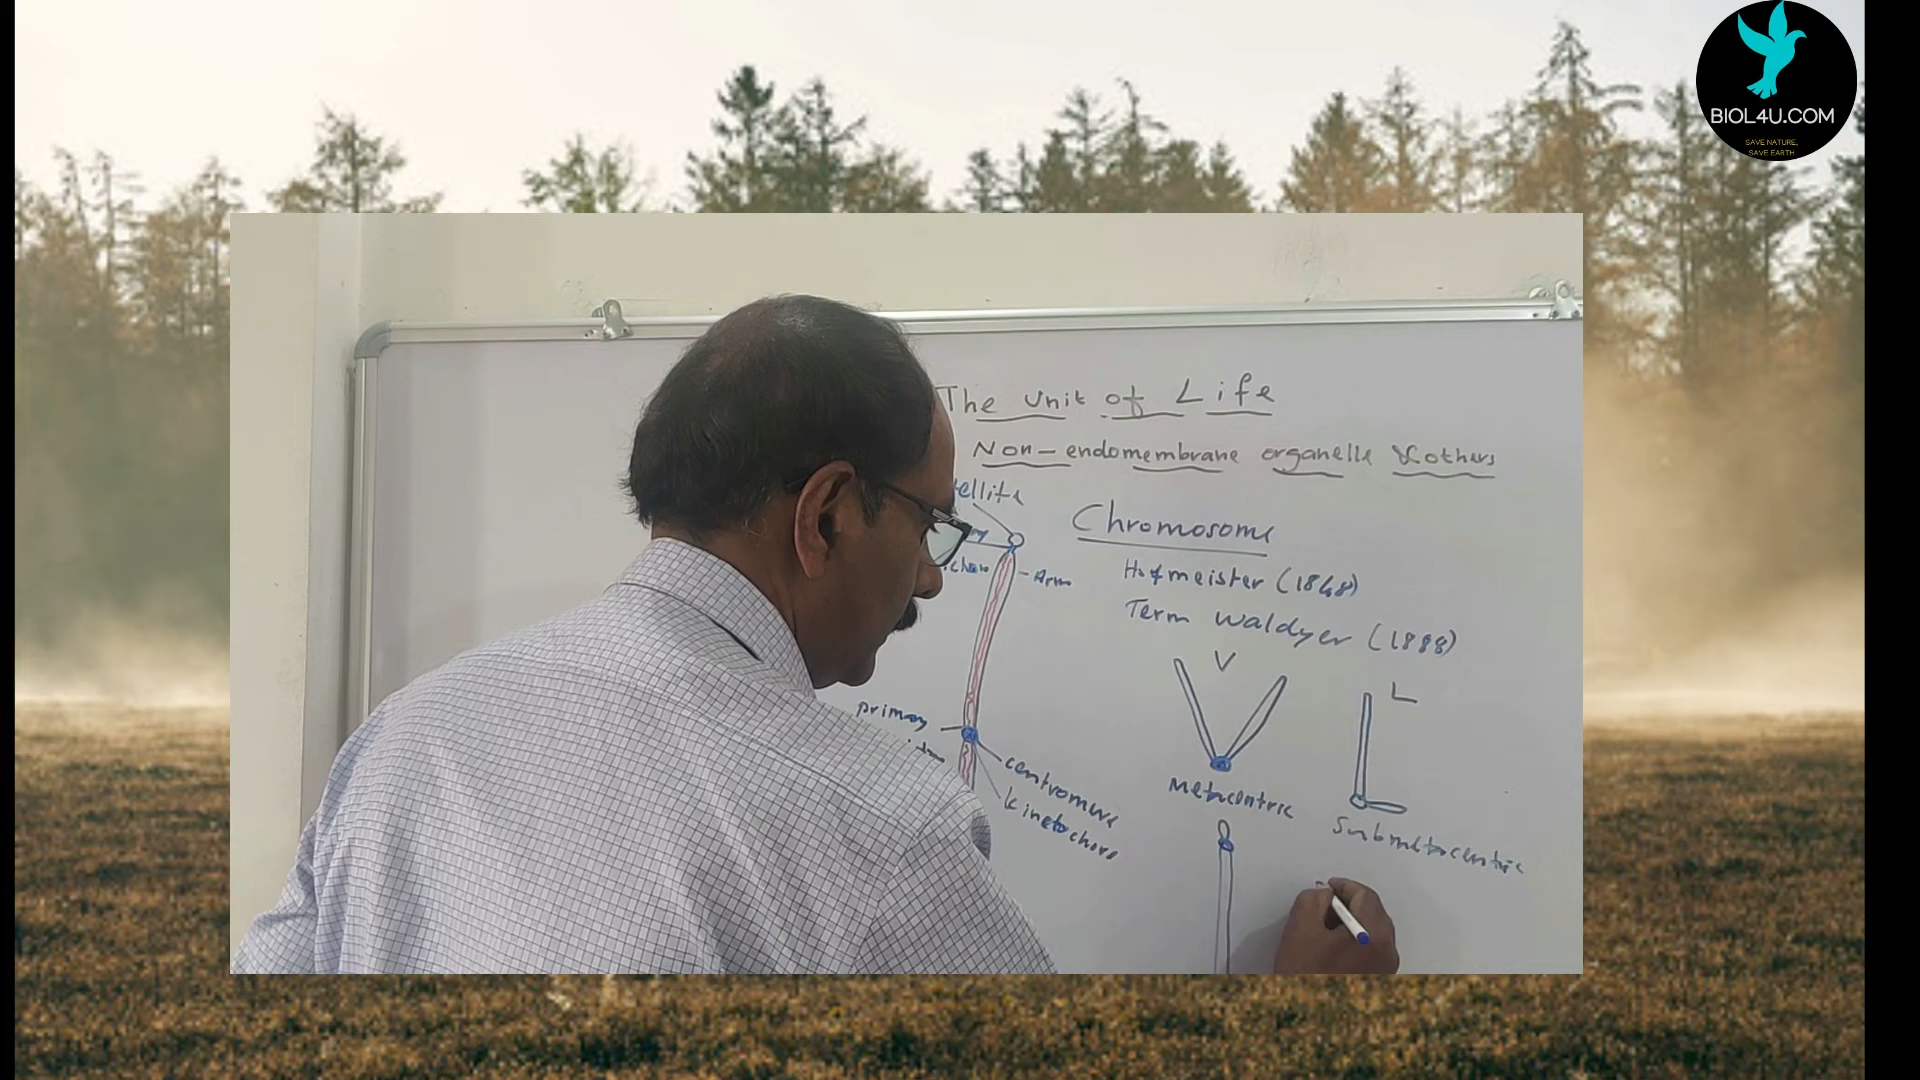 BIOL4U.COM
SAVE NATURE,
SAVE EARTH
The Unit of Life
Non-endomembrane organelle & others
tellite
Chromosome
Arm
Hofmeister (1848)
Term waldyer (1888)
V
L
primary
centromere
kinetochore
Metacentric
Submetacentric